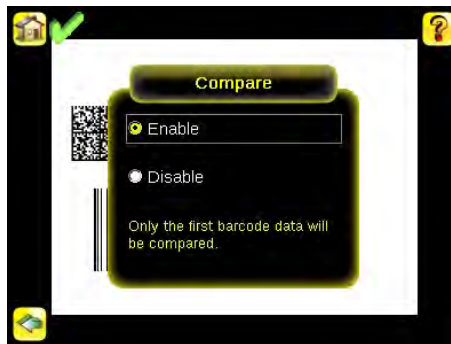 Compare
Enable
Disable
Only the first barcode data will
be compared.